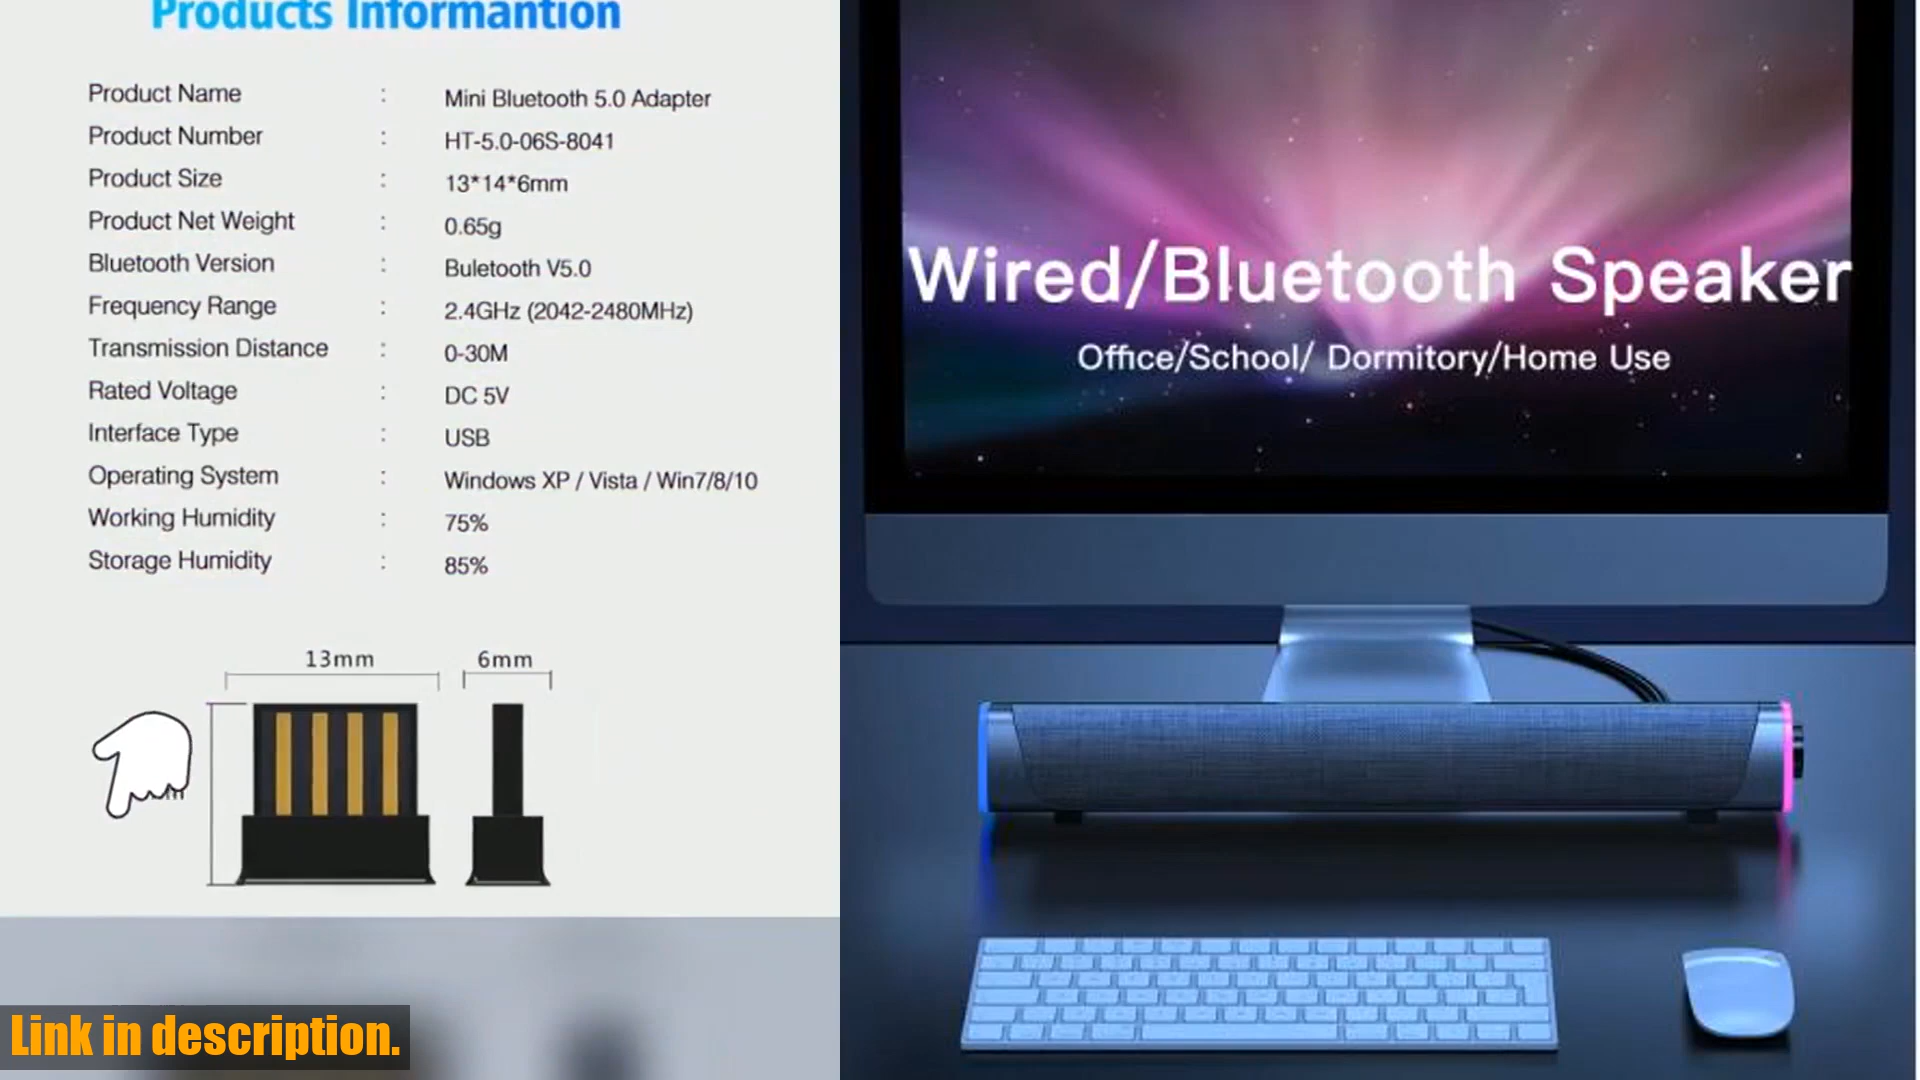 Products Informantion
Product Name : Mini Bluetooth 5.0 Adapter
Product Number : HT-5.0-06S-8041
Product Size : 13*14*6mm
Product Net Weight : 0.65g
Bluetooth Version : Buletooth V5.0
Frequency Range : 2.4GHz (2042-2480MHz)
Transmission Distance : 0-30M
Rated Voltage : DC 5V
Interface Type : USB
Operating System : Windows XP / Vista / Win7/8/10
Working Humidity : 75%
Storage Humidity : 85%
13mm 6mm
Link in description.
Wired/Bluetooth Speaker
Office/School/ Dormitory/Home Use